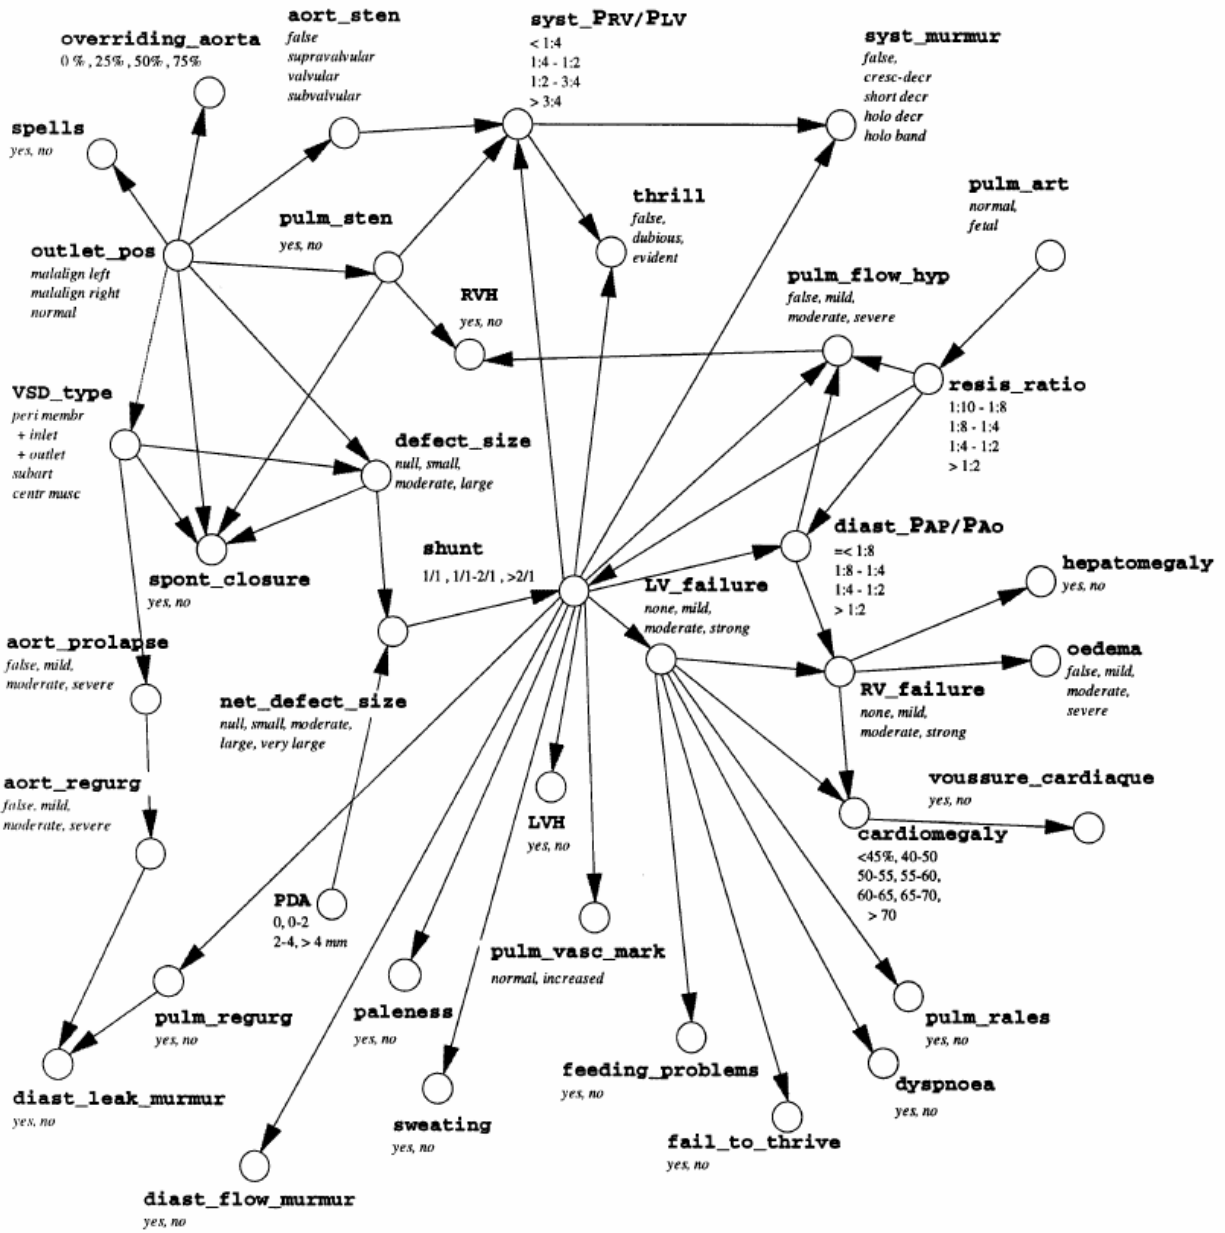 aort_sten
false
supravalvular
valvular
subvalvular
syst_PRV/PLV
< 1:4
1:4 - 1:2
1:2 - 3:4
> 3:4
overriding_aorta
0 %, 25%, 50%, 75%
syst_murmur
false,
cresc-decr
short decr
holo decr
holo band
spells
yes, no
pulm_art
normal,
fetal
thrill
false,
dubious,
evident
pulm_sten
yes, no
outlet_pos
malalign left
malalign right
normal
pulm_flow_hyp
false, mild,
moderate, severe
RVH
yes, no
VSD_type
peri membr
+ inlet
+ outlet
subart
centr musc
resis_ratio
1:10 - 1:8
1:8 - 1:4
1:4 - 1:2
> 1:2
defect_size
null, small,
moderate, large
diast_PAP/PAo
=< 1:8
1:8 - 1:4
1:4 - 1:2
> 1:2
shunt
1/1 , 1/1-2/1 , >2/1
hepatomegaly
yes, no
spont_closure
yes, no
LV_failure
none, mild,
moderate, strong
aort_prolapse
false, mild,
moderate, severe
oedema
false, mild,
moderate,
severe
net_defect_size
null, small, moderate,
large, very large
RV_failure
none, mild,
moderate, strong
aort_regurg
false, mild,
moderate, severe
voussure_cardiaque
yes, no
LVH
yes, no
cardiomegaly
<45%, 40-50
50-55, 55-60,
60-65, 65-70,
> 70
PDA
0, 0-2
2-4, > 4 mm
pulm_vasc_mark
normal, increased
pulm_regurg
yes, no
paleness
yes, no
pulm_rales
yes, no
feeding_problems
yes, no
dyspnoea
yes, no
diast_leak_murmur
yes, no
sweating
yes, no
fail_to_thrive
yes, no
diast_flow_murmur
yes, no